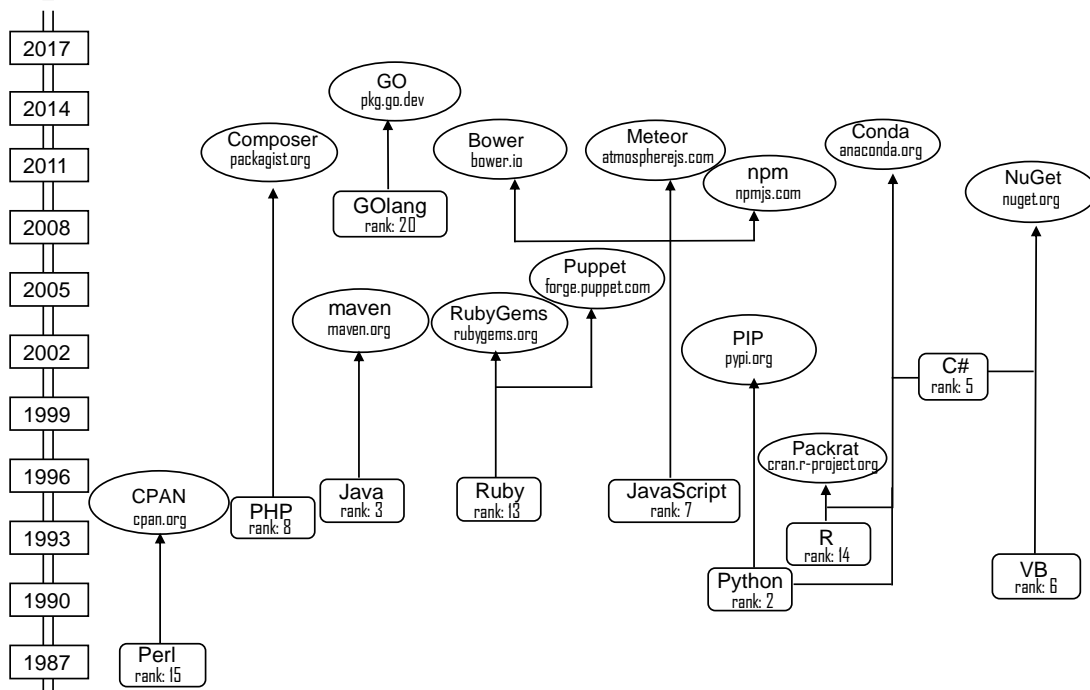 2017
2014
2011
2008
2005
2002
1999
1996
1993
1990
1987
GO
pkg.go.dev
Composer
packagist.org
Bower
bower.io
Meteor
atmospherejs.com
Conda
anaconda.org
npm
npmjs.com
NuGet
nuget.org
GOlang
rank: 20
Puppet
forge.puppet.com
maven
maven.org
RubyGems
rubygems.org
PIP
pypi.org
C#
rank: 5
Packrat
cran.r-project.org
CPAN
cpan.org
PHP
rank: 8
Java
rank: 3
Ruby
rank: 13
JavaScript
rank: 7
R
rank: 14
Python
rank: 2
VB
rank: 6
Perl
rank: 15